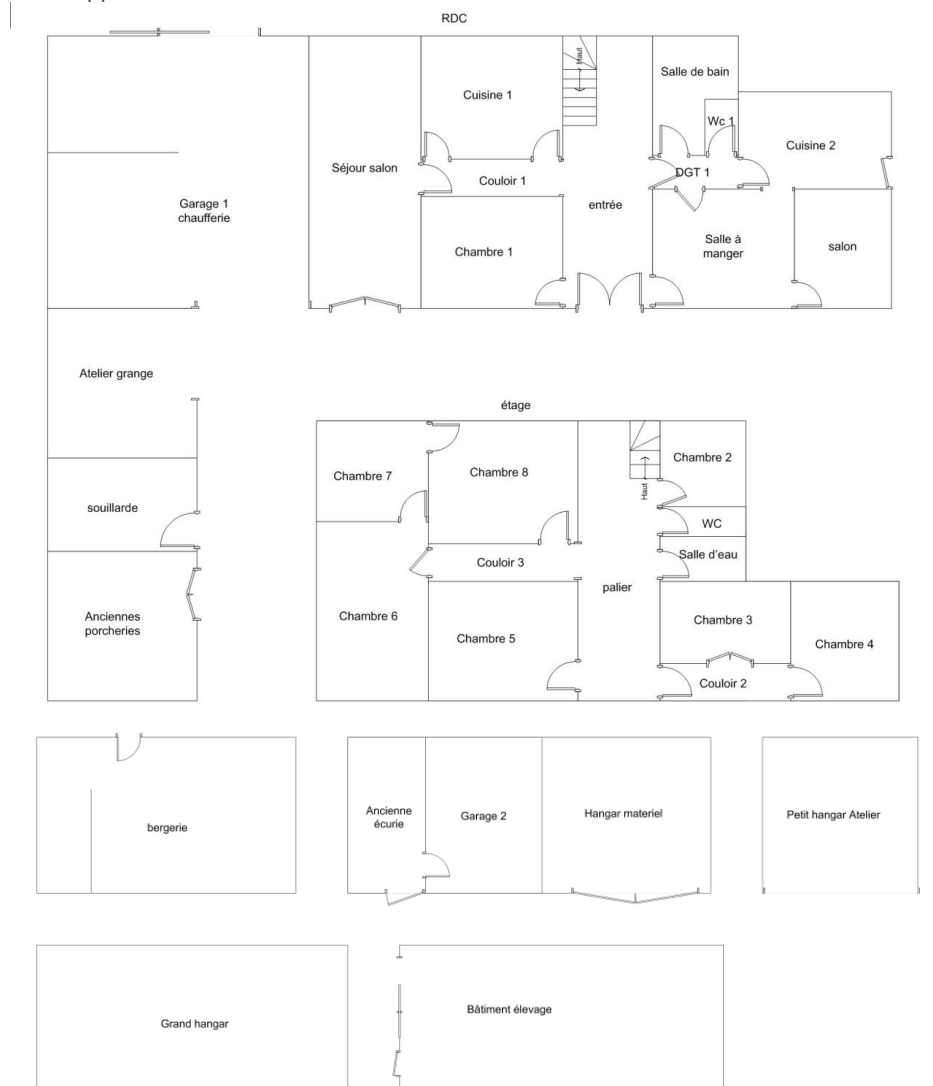 RDC
Haut
Salle de bain
Cuisine 1
Wc 1
Cuisine 2
Séjour salon
DGT 1
Couloir 1
Garage 1
chaufferie
entrée
Salle à
manger
salon
Chambre 1
Atelier grange
étage
Chambre 2
Chambre 7
Chambre 8
Haut
souillarde
WC
Salle d'eau
Couloir 3
palier
Anciennes
porcheries
Chambre 6
Chambre 5
Chambre 3
Chambre 4
Couloir 2
bergerie
Ancienne
écurie
Garage 2
Hangar materiel
Petit hangar Atelier
Grand hangar
Bâtiment élevage